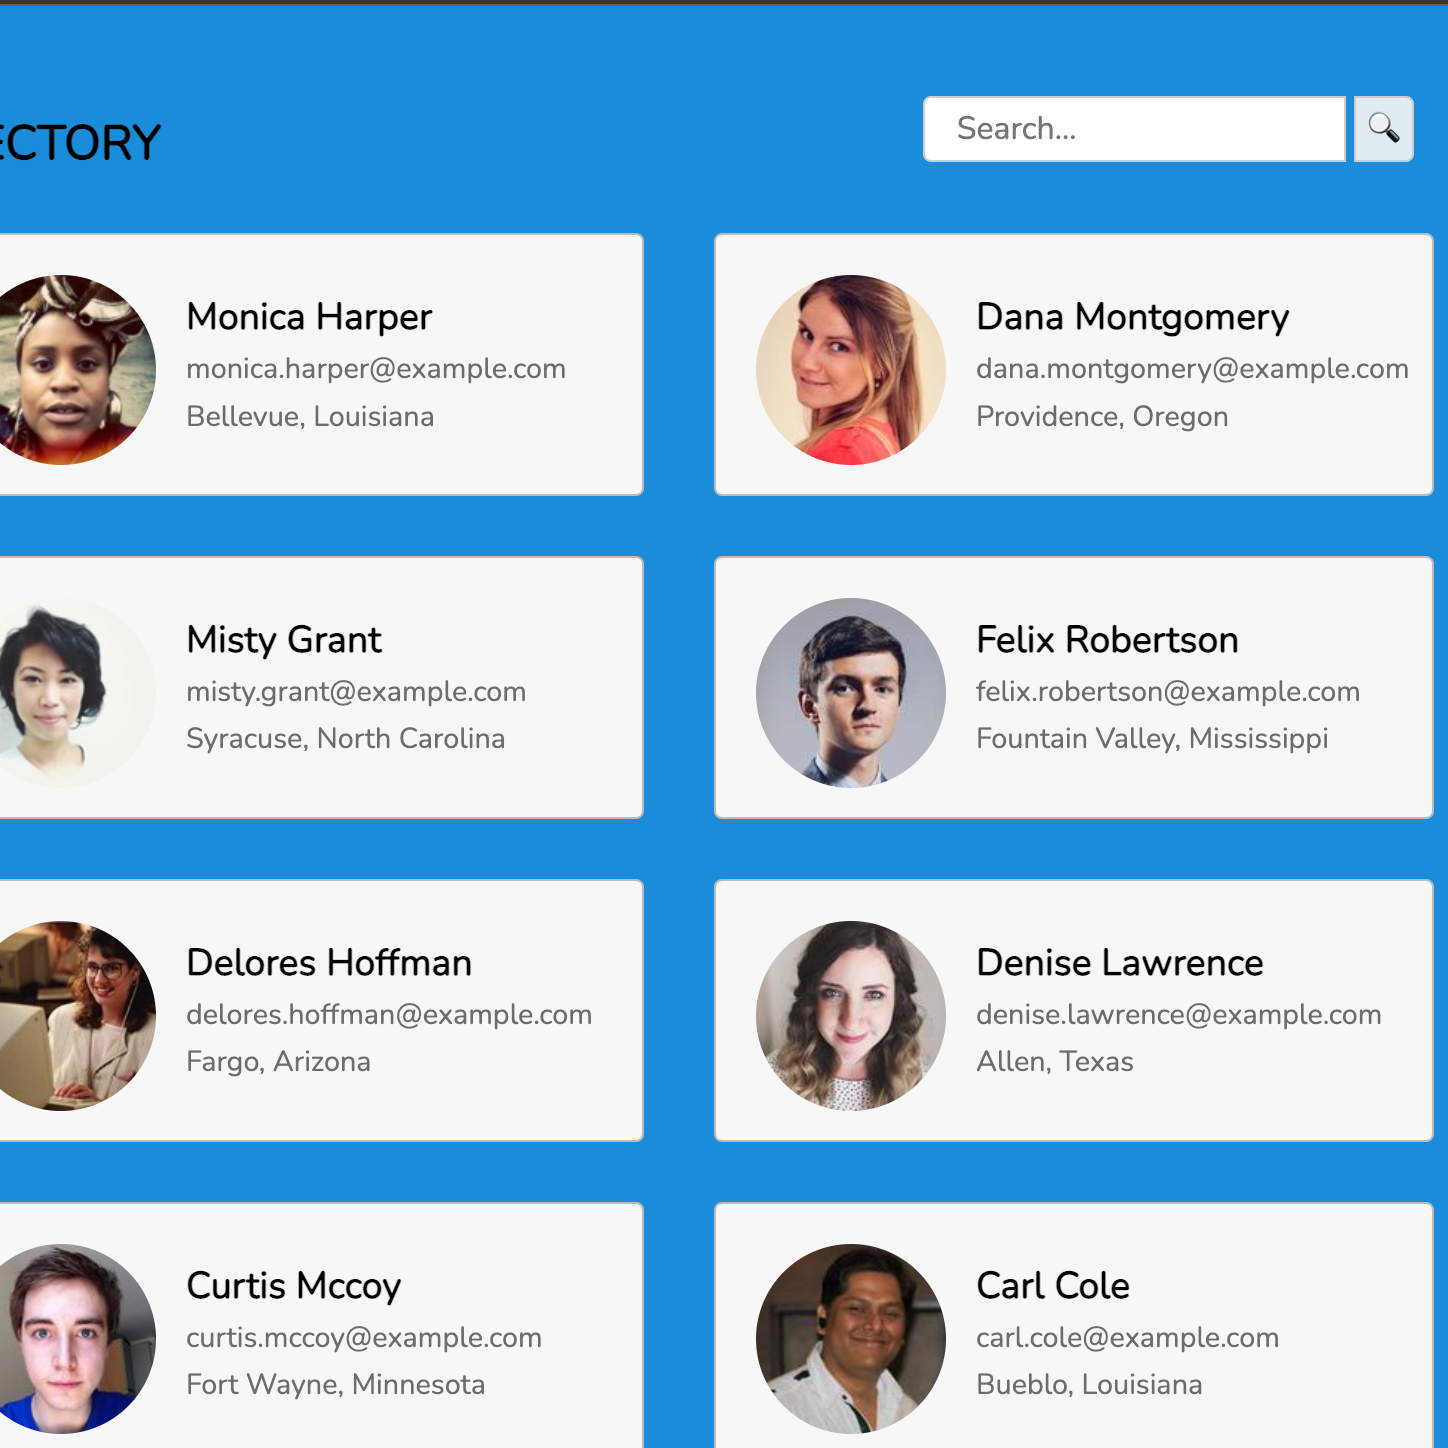 ECTORY
Search...
Monica Harper
monica.harper@example.com
Bellevue, Louisiana
Dana Montgomery
dana.montgomery@example.com
Providence, Oregon
Misty Grant
misty.grant@example.com
Syracuse, North Carolina
Felix Robertson
felix.robertson@example.com
Fountain Valley, Mississippi
Delores Hoffman
delores.hoffman@example.com
Fargo, Arizona
Denise Lawrence
denise.lawrence@example.com
Allen, Texas
Curtis Mccoy
curtis.mccoy@example.com
Fort Wayne, Minnesota
Carl Cole
carl.cole@example.com
Bueblo, Louisiana